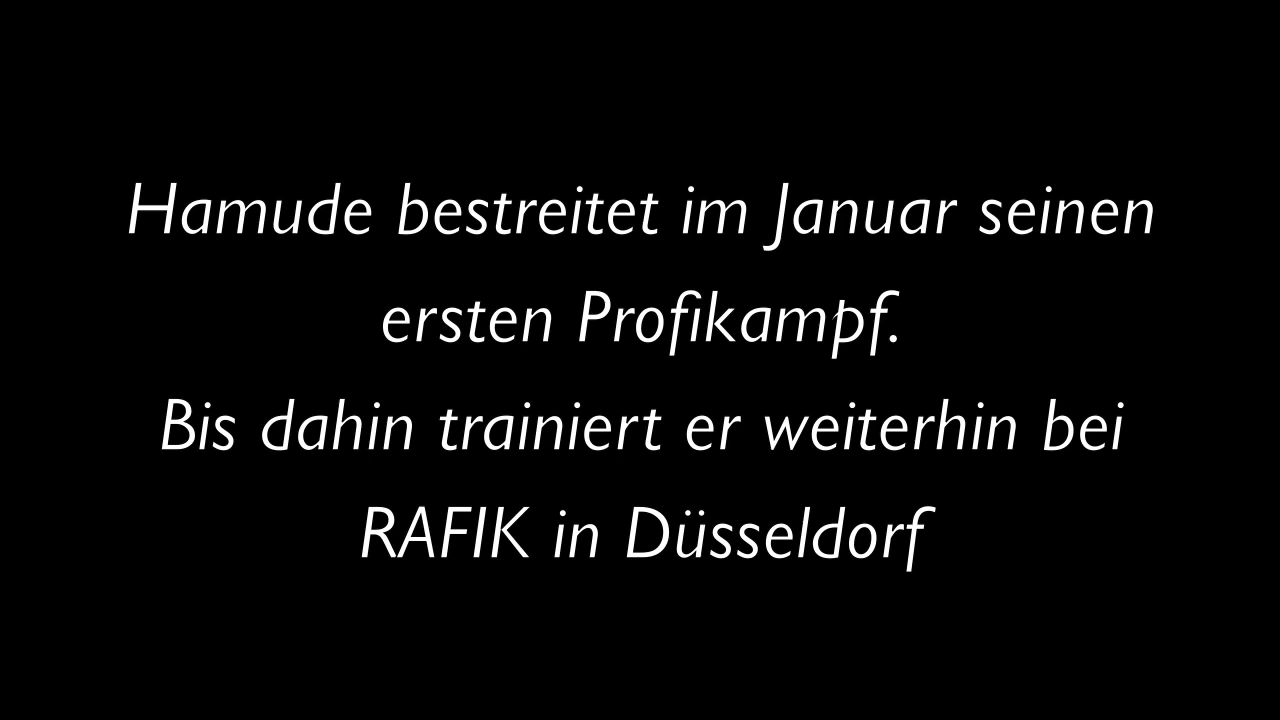 Hamude bestreitet im Januar seinen
ersten Profikampf.
Bis dahin trainiert er weiterhin bei
RAFIK in Düsseldorf